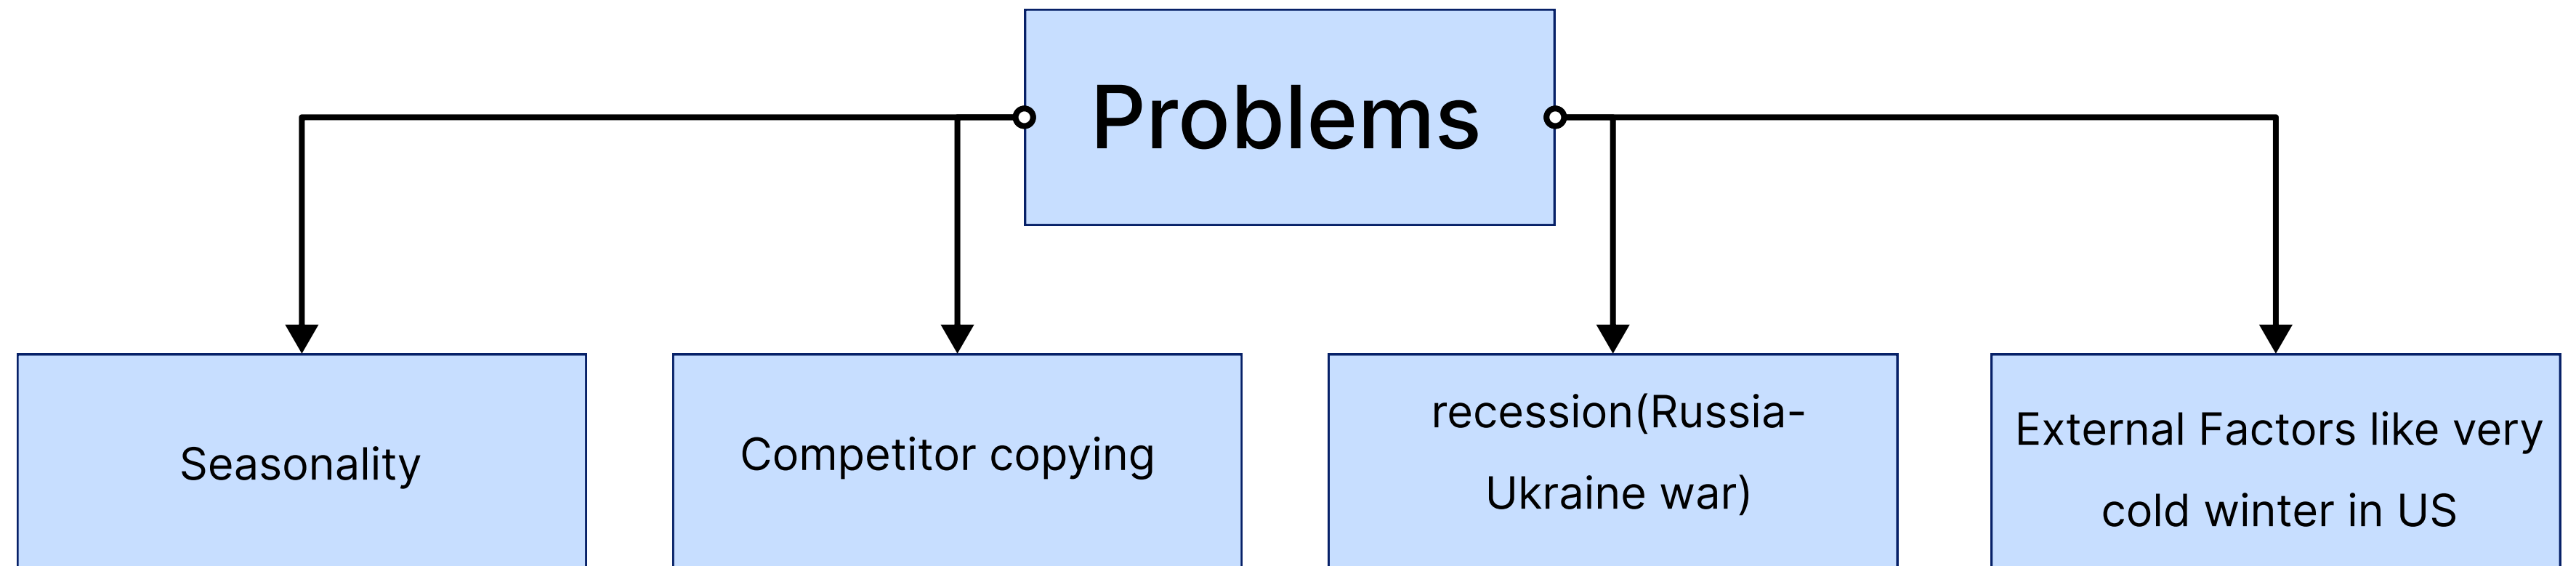 Problems
Seasonality
Competitor copying
recession(Russia-
Ukraine war)
External Factors like very
cold winter in US